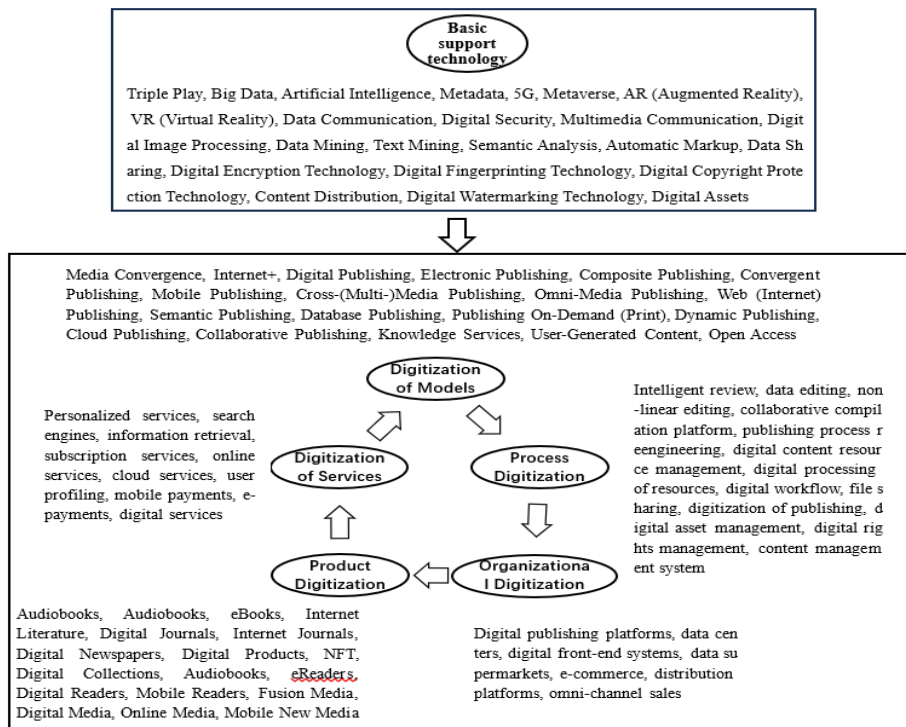 Basic
support
technology
Triple Play, Big Data, Artificial Intelligence, Metadata, 5G, Metaverse, AR (Augmented Reality),
VR (Virtual Reality), Data Communication, Digital Security, Multimedia Communication, Digit
al Image Processing, Data Mining, Text Mining, Semantic Analysis, Automatic Markup, Data Sh
aring, Digital Encryption Technology, Digital Fingerprinting Technology, Digital Copyright Prote
ction Technology, Content Distribution, Digital Watermarking Technology, Digital Assets
Media Convergence, Internet+, Digital Publishing, Electronic Publishing, Composite Publishing, Convergent
Publishing, Mobile Publishing, Cross-(Multi-)Media Publishing, Omni-Media Publishing, Web (Internet)
Publishing, Semantic Publishing, Database Publishing, Publishing On-Demand (Print), Dynamic Publishing,
Cloud Publishing, Collaborative Publishing, Knowledge Services, User-Generated Content, Open Access
Digitization
of Models
Personalized services, search
engines, information retrieval,
subscription services, online
services, cloud services, user
profiling, mobile payments, e-
payments, digital services
Digitization
of Services
Process
Digitization
Intelligent review, data editing, non
-linear editing, collaborative compil
ation platform, publishing process r
eengineering, digital content resour
ce management, digital processing
of resources, digital workflow, file s
haring, digitization of publishing, d
igital asset management, digital rig
hts management, content managem
ent system
Product
Digitization
Organizationa
l Digitization
Audiobooks, Audiobooks, eBooks, Internet
Literature, Digital Journals, Internet Journals,
Digital Newspapers, Digital Products, NFT,
Digital Collections, Audiobooks, eReaders,
Digital Readers, Mobile Readers, Fusion Media,
Digital Media, Online Media, Mobile New Media
Digital publishing platforms, data cen
ters, digital front-end systems, data su
permarkets, e-commerce, distribution
platforms, omni-channel sales